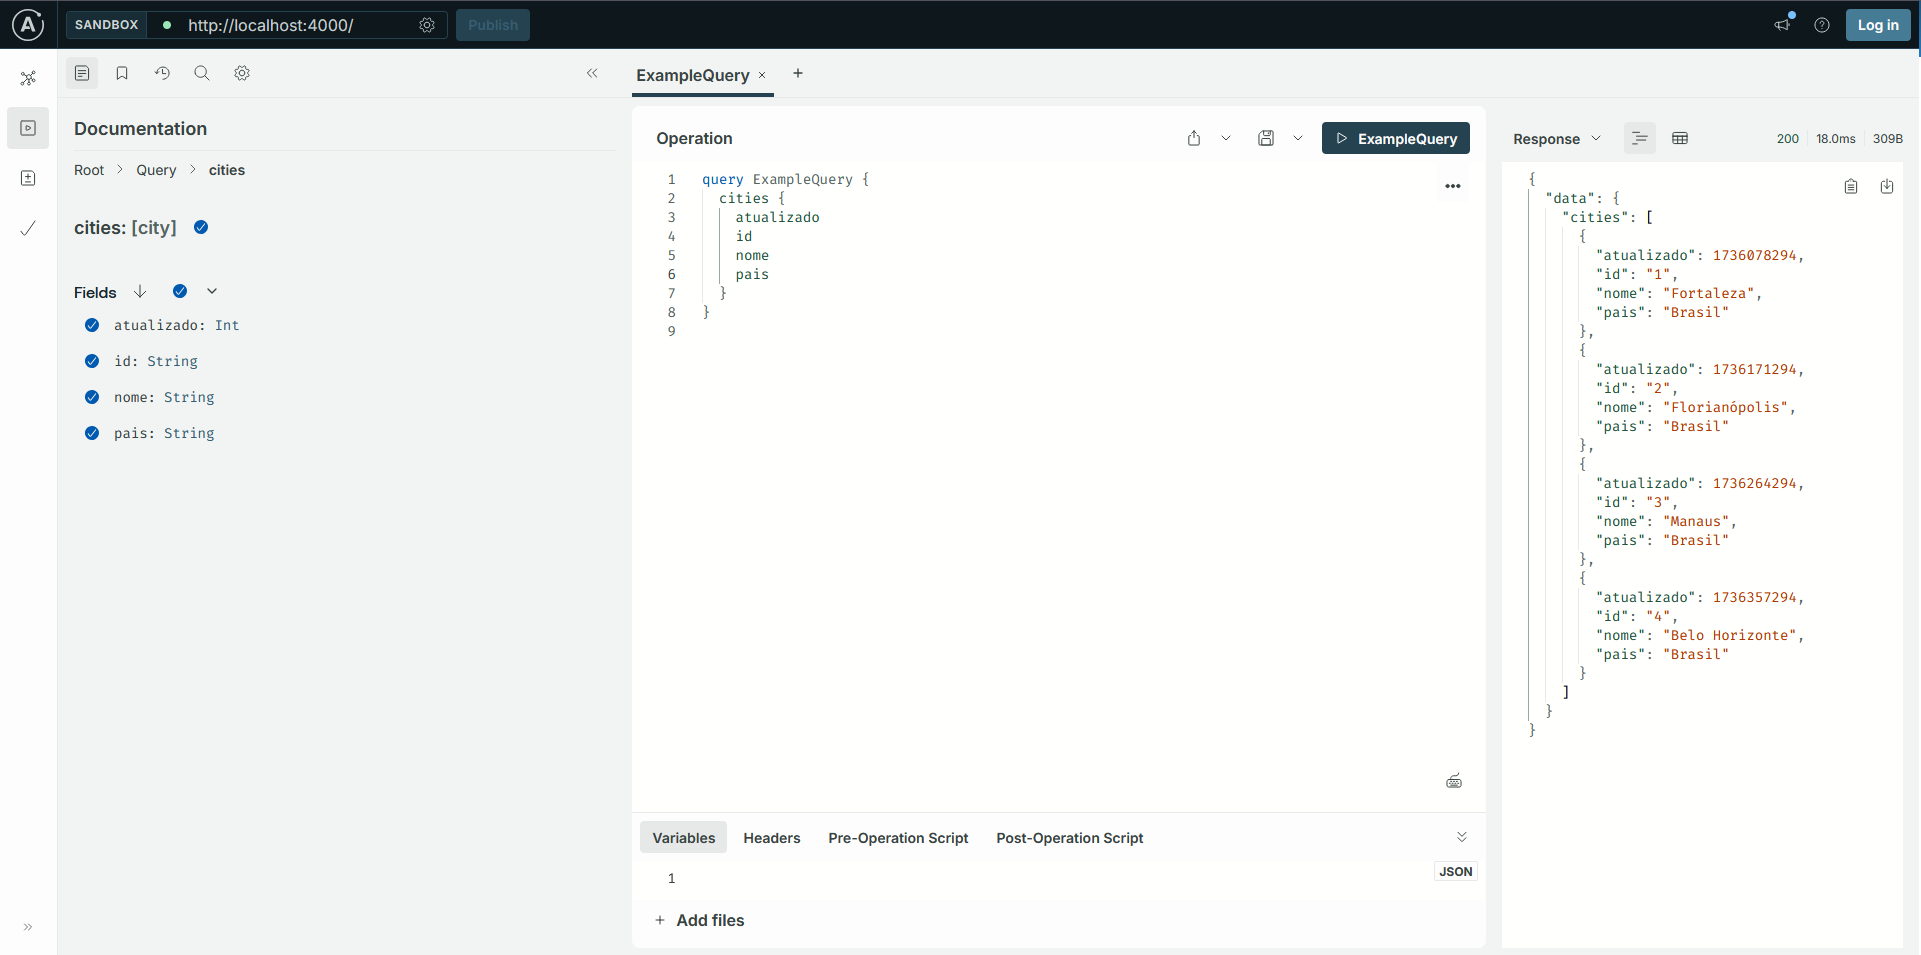 A
SANDBOX
http://localhost:4000/
Publish
Log in
ExampleQuery
Documentation
Root > Query > cities
cities: [city]
Fields
atualizado: Int
id: String
nome: String
pais: String
Operation
ExampleQuery
1 query ExampleQuery {
2 cities {
3 atualizado
4 id
5 nome
6 pais
7 }
8 }
9
Variables
Headers
Pre-Operation Script
Post-Operation Script
1
JSON
+ Add files
Response
200
18.0ms
309B
{
"data": {
"cities": [
{
"atualizado": 1736078294,
"id": "1",
"nome": "Fortaleza",
"pais": "Brasil"
},
{
"atualizado": 1736171294,
"id": "2",
"nome": "Florianópolis",
"pais": "Brasil"
},
{
"atualizado": 1736264294,
"id": "3",
"nome": "Manaus",
"pais": "Brasil"
},
{
"atualizado": 1736357294,
"id": "4",
"nome": "Belo Horizonte",
"pais": "Brasil"
}
]
}
}